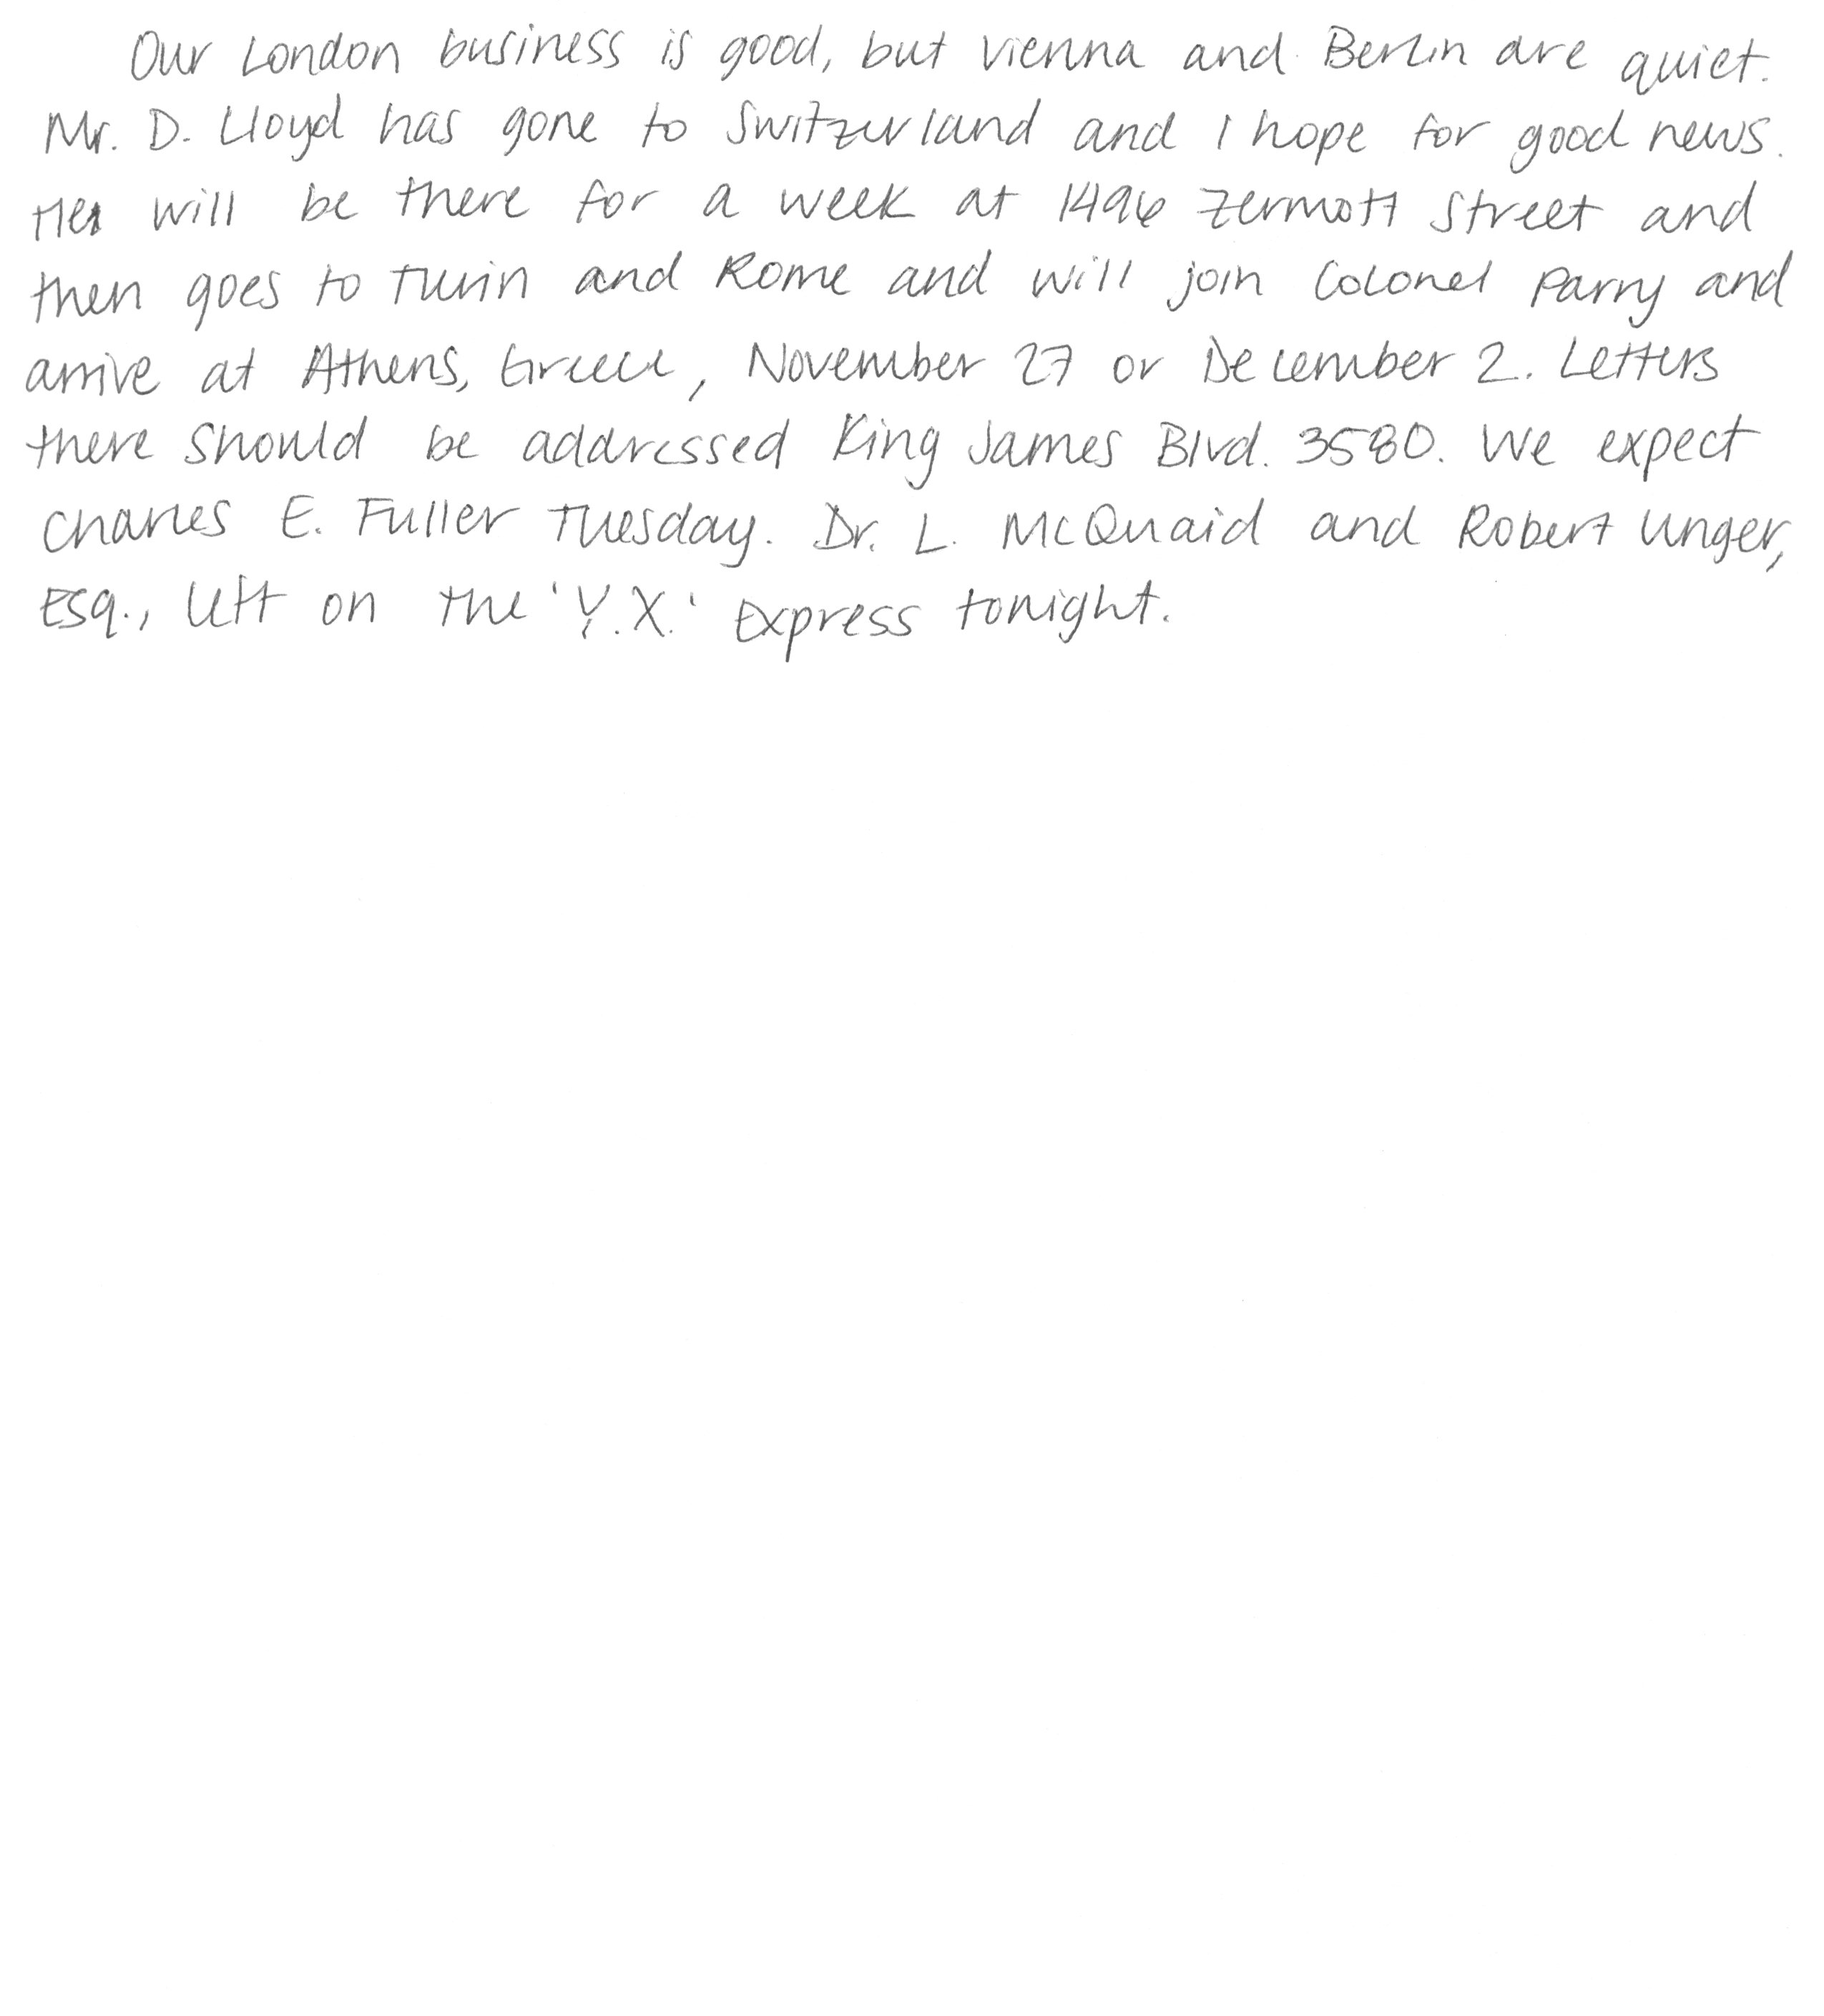 Our London business is good, but Vienna and Berlin are quiet.
Mr. D. Lloyd has gone to Switzerland and I hope for good news.
He will be there for a week at 1496 Zermott Street and
then goes to Turin and Rome and will join Colonel Parry and
arrive at Athens, Greece, November 27 or December 2. Letters
there should be addressed King James Blvd. 3580. We expect
Charles E. Fuller Tuesday. Dr. L. McQuaid and Robert Unger,
Esq., left on the 'Y.X.' Express tonight.